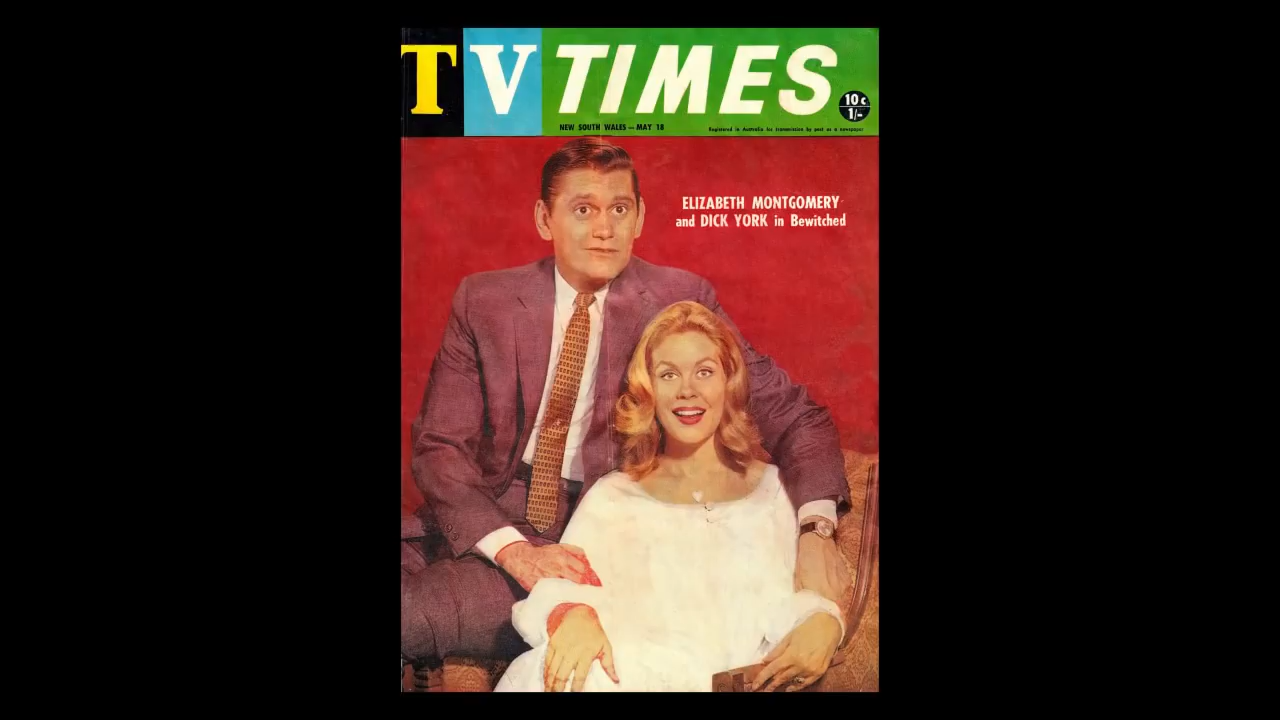 TV TIMES
10c
1/-
NEW SOUTH WALES — MAY 18
Registered in Australia for transmission by post as a newspaper
ELIZABETH MONTGOMERY
and DICK YORK in Bewitched